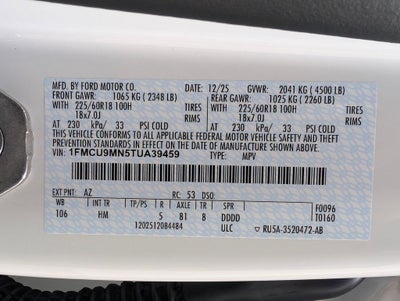 MFD. BY FORD MOTOR CO. 12/25 GVWR: 2041 KG (4500 LB)
FRONT GAWR: 1065 KG (2348 LB) REAR GAWR: 1025 KG (2260 LB)
WITH 225/60R18 100H WITH 225/60R18 100H
18x7.0J 18x7.0J
AT 230 kPa/ 33 PSI COLD AT 230 kPa/ 33 PSI COLD
THIS VEHICLE CONFORMS TO ALL APPLICABLE FEDERAL MOTOR VEHICLE SAFETY AND THEFT
PREVENTION STANDARDS IN EFFECT ON THE DATE OF MANUFACTURE SHOWN ABOVE.
VIN: 1FMCU9MN5TUA39459 TYPE: MPV
EXT PNT: AZ RC: 53 DSO:
WB INT TR TP/PS R AXLE TR SPR F0096
106 HM 5 81 8 DDDD T0160
1202512084484 ULC RU5A-3520472-AB